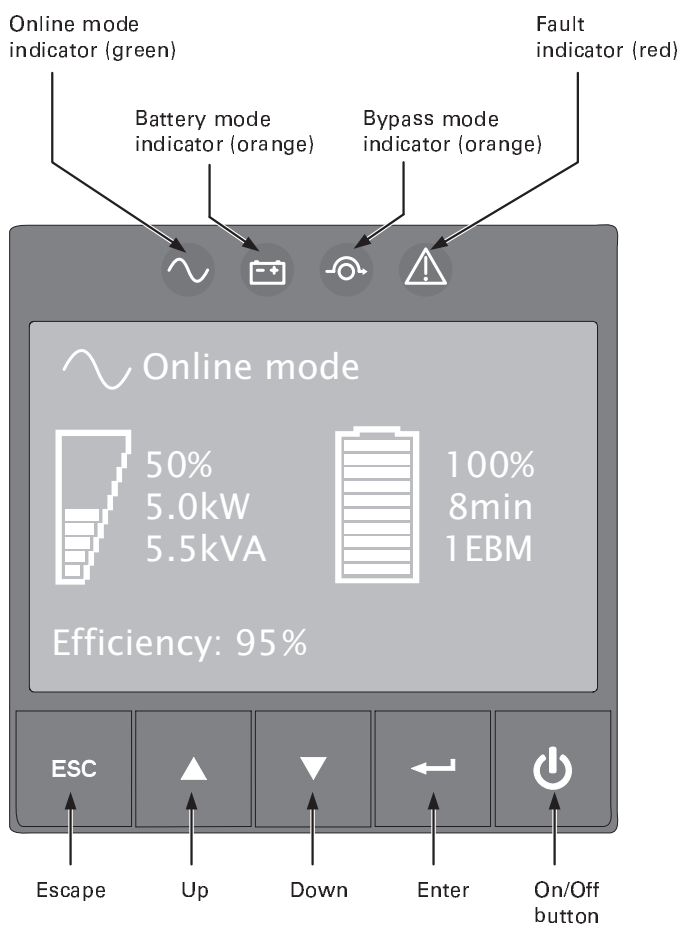 Online mode
indicator (green)
Fault
indicator (red)
Battery mode
indicator (orange)
Bypass mode
indicator (orange)
Online mode
50%
5.0kW
5.5kVA
100%
8min
1EBM
Efficiency: 95%
ESC
Escape
Up
Down
Enter
On/Off
button